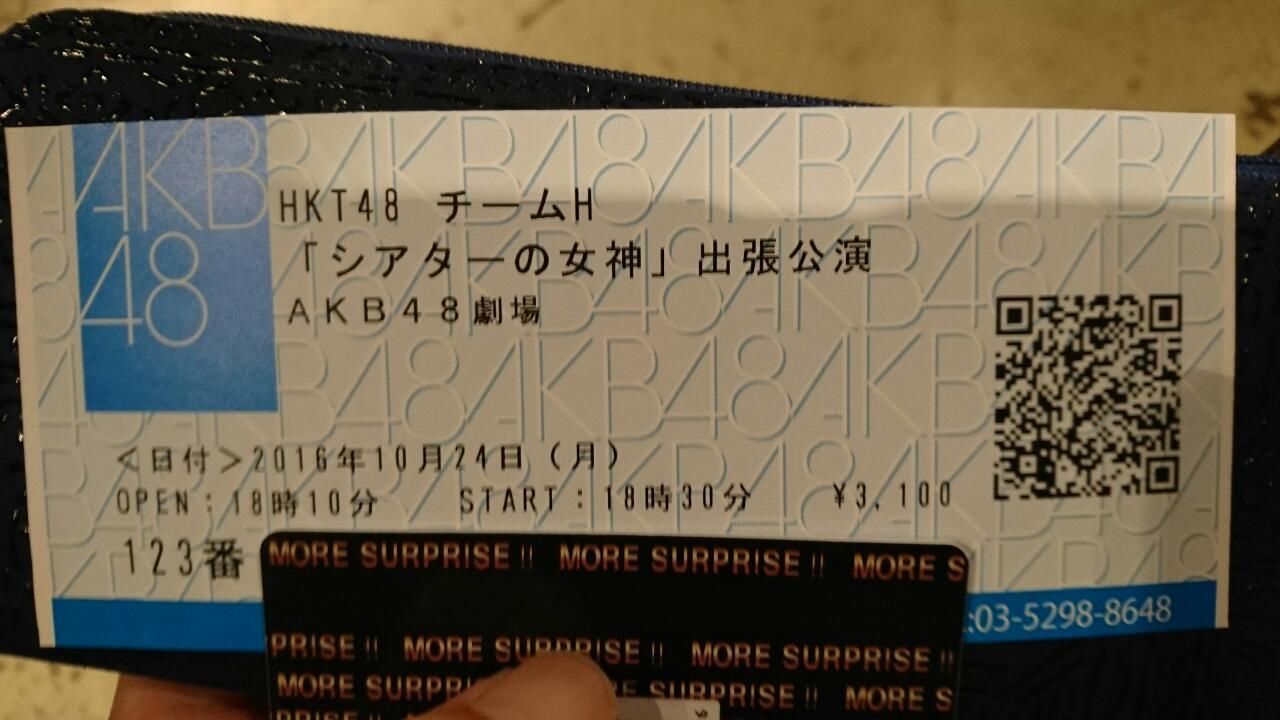 AKB
48
HKT48 チームH
「シアターの女神」出張公演
AKB48劇場
<日付>2016年10月24日(月)
OPEN:18時10分 START:18時30分 ¥3,100
123番
:03-5298-8648
MORE SURPRISE !! MORE SURPRISE !! MORE S
PRISE !! MORE SURPRISE !! MORE SURPRISE !!
MORE SURPRISE !! MORE S